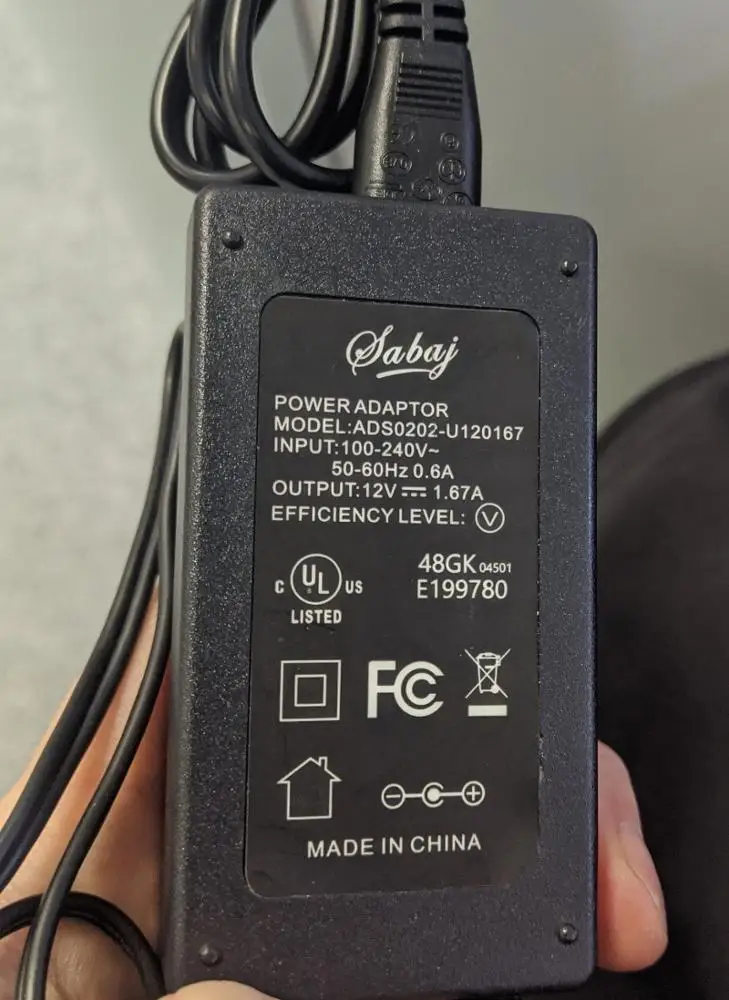 Sabaj
POWER ADAPTOR
MODEL:ADS0202-U120167
INPUT:100-240V~
50-60Hz 0.6A
OUTPUT:12V⎓1.67A
EFFICIENCY LEVEL: V
C UL US
LISTED
48GK 04501
E199780
FC
MADE IN CHINA